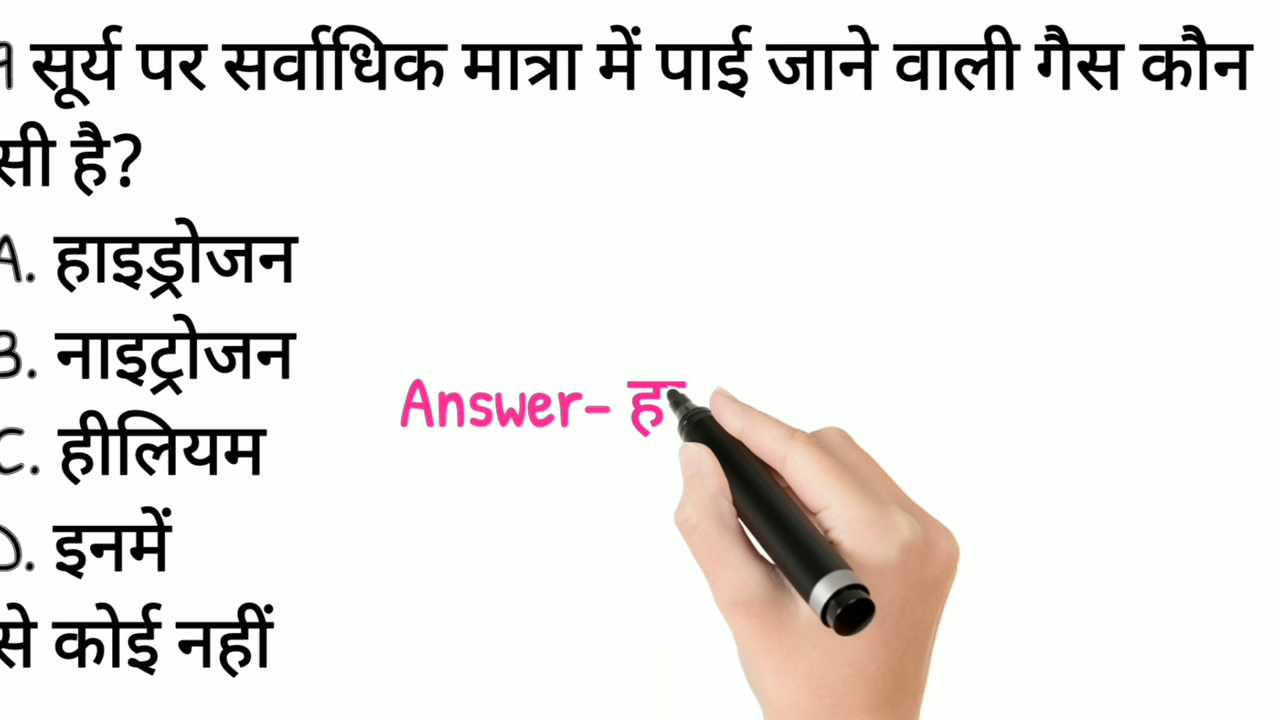 सूर्य पर सर्वाधिक मात्रा में पाई जाने वाली गैस कौन
सी है?
A. हाइड्रोजन
B. नाइट्रोजन
C. हीलियम
D. इनमें
से कोई नहीं
Answer- ह